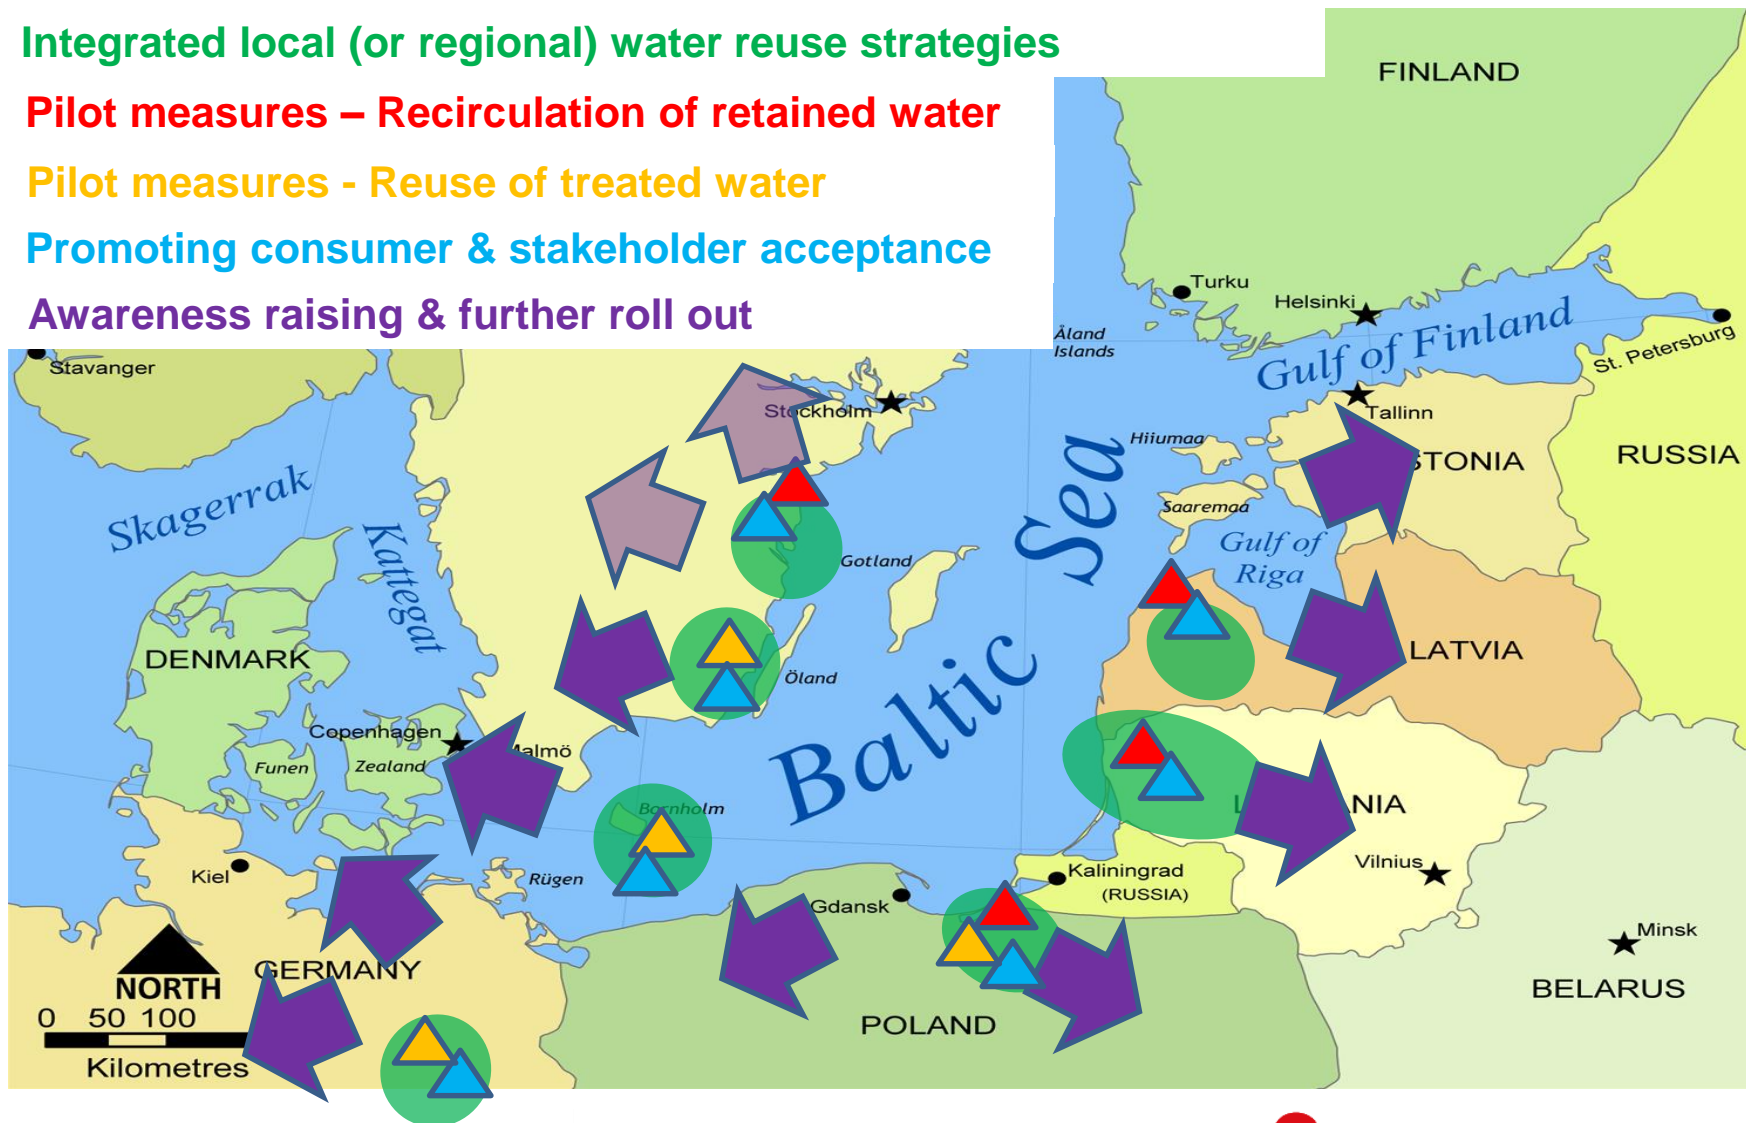 Integrated local (or regional) water reuse strategies
Pilot measures – Recirculation of retained water
Pilot measures - Reuse of treated water
Promoting consumer & stakeholder acceptance
Awareness raising & further roll out
FINLAND
Turku
Helsinki
Åland
Islands
Gulf of Finland
St. Petersburg
Stavanger
Stockholm
Tallinn
Hiiumaa
STONIA
RUSSIA
Skagerrak
Kattegat
Saaremaa
Gulf of
Riga
Gotland
Baltic Sea
DENMARK
LATVIA
Öland
Copenhagen
almö
Funen
Zealand
Bornholm
L NIA
Vilnius
Kiel
Rügen
Kaliningrad
(RUSSIA)
Gdansk
Minsk
GERMANY
BELARUS
NORTH
0 50 100
Kilometres
POLAND